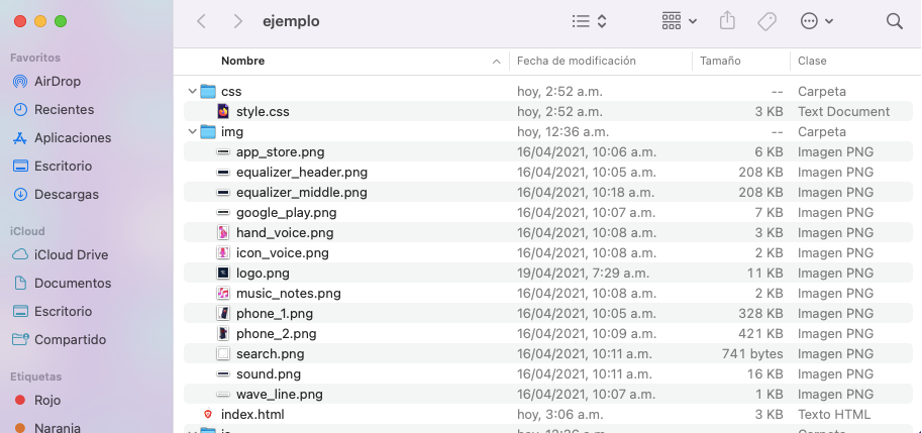 ejemplo
Favoritos
AirDrop
Recientes
Aplicaciones
Escritorio
Descargas
iCloud
iCloud Drive
Documentos
Escritorio
Compartido
Etiquetas
Rojo
Narania
Nombre Fecha de modificación Tamaño Clase
css hoy, 2:52 a.m. -- Carpeta
style.css hoy, 2:52 a.m. 3 KB Text Document
img hoy, 12:36 a.m. -- Carpeta
app_store.png 16/04/2021, 10:06 a.m. 6 KB Imagen PNG
equalizer_header.png 16/04/2021, 10:05 a.m. 208 KB Imagen PNG
equalizer_middle.png 16/04/2021, 10:18 a.m. 208 KB Imagen PNG
google_play.png 16/04/2021, 10:07 a.m. 7 KB Imagen PNG
hand_voice.png 16/04/2021, 10:08 a.m. 3 KB Imagen PNG
icon_voice.png 16/04/2021, 10:08 a.m. 2 KB Imagen PNG
logo.png 19/04/2021, 7:29 a.m. 11 KB Imagen PNG
music_notes.png 16/04/2021, 10:08 a.m. 2 KB Imagen PNG
phone_1.png 16/04/2021, 10:05 a.m. 328 KB Imagen PNG
phone_2.png 16/04/2021, 10:09 a.m. 421 KB Imagen PNG
search.png 16/04/2021, 10:11 a.m. 741 bytes Imagen PNG
sound.png 16/04/2021, 10:11 a.m. 16 KB Imagen PNG
wave_line.png 16/04/2021, 10:07 a.m. 1 KB Imagen PNG
index.html hoy, 3:06 a.m. 3 KB Texto HTML